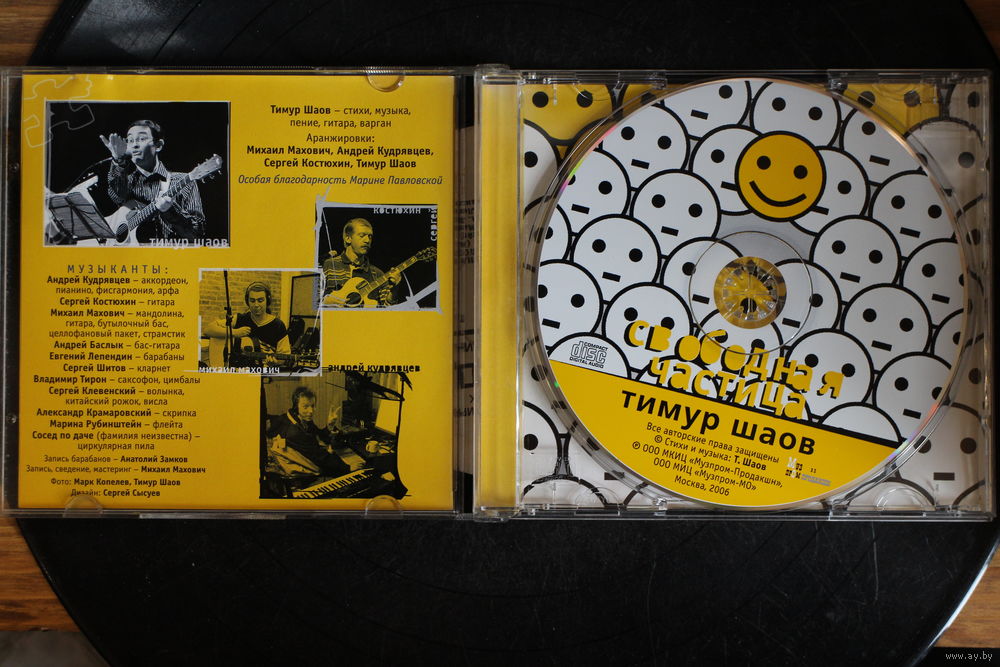 Тимур Шаов – стихи, музыка,
пение, гитара, варган
Аранжировки:
Михаил Махович, Андрей Кудрявцев,
Сергей Костюхин, Тимур Шаов
Особая благодарность Марине Павловской
тимур шаов
костюхин
сергей
михаил махович
андрей кудрявцев
МУЗЫКАНТЫ:
Андрей Кудрявцев – аккордеон,
пианино, фисгармония, арфа
Сергей Костюхин – гитара
Михаил Махович – мандолина,
гитара, бутылочный бас,
целлофановый пакет, страмстик
Андрей Баслык – бас-гитара
Евгений Лепендин – барабаны
Сергей Шитов – кларнет
Владимир Тирон – саксофон, цимбалы
Сергей Клевенский – волынка,
китайский рожок, висла
Александр Крамаровский – скрипка
Марина Рубинштейн – флейта
Сосед по даче (фамилия неизвестна) –
циркулярная пила
Запись барабанов – Анатолий Замков
Запись, сведение, мастеринг – Михаил Махович
Фото: Марк Копелев, Тимур Шаов
Дизайн: Сергей Сысуев
свободная
частица
COMPACT
disc
DIGITAL AUDIO
тимур шаов
Все авторские права защищены
© Стихи и музыка: Т. Шаов
℗ ООО МКИЦ «Музпром-Продакшн»,
ООО МИЦ «Музпром-МО»
Москва, 2006
www.ay.by